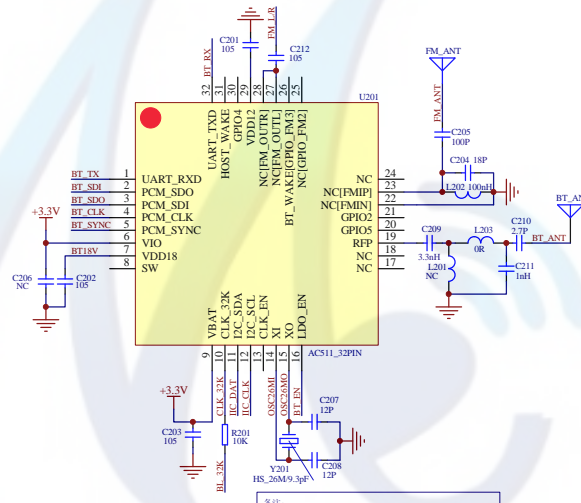 FM_L/R
C201
105
C212
105
BT_RX
32
31
30
29
28
27
26
25
U201
UART_TXD
HOST_WAKE
GPIO4
VDD12
NC[FM_OUTR]
NC[FM_OUTL]
BT_WAKE[GPIO_FM3]
NC[GPIO_FM2]
FM_ANT
FM_ANT
C205
100P
C204 18P
L202 100nH
BT_TX 1 UART_RXD
BT_SDI 2 PCM_SDO
BT_SDO 3 PCM_SDI
BT_CLK 4 PCM_CLK
BT_SYNC 5 PCM_SYNC
6 VIO
BT18V 7 VDD18
8 SW
+3.3V
C206
NC
C202
105
NC 24
NC[FMIP] 23
NC[FMIN] 22
GPIO2 21
GPIO5 20
RFP 19
NC 18
NC 17
C209
3.3nH
L203
0R
C210
2.7P
BT_AN
BT_ANT
L201
NC
C211
1nH
VBAT
CLK_32K
I2C_SDA
I2C_SCL
CLK_EN
XI
XO
LDO_EN
9
10
11
12
13
14
15
16
AC511_32PIN
+3.3V
CLK_32K
IIC_DAT
IIC_CLK
OSC26MI
OSC26MO
BT_EN
C203
105
R201
10K
BL_32K
C207
12P
C208
12P
Y201
HS_26M/9.3pF